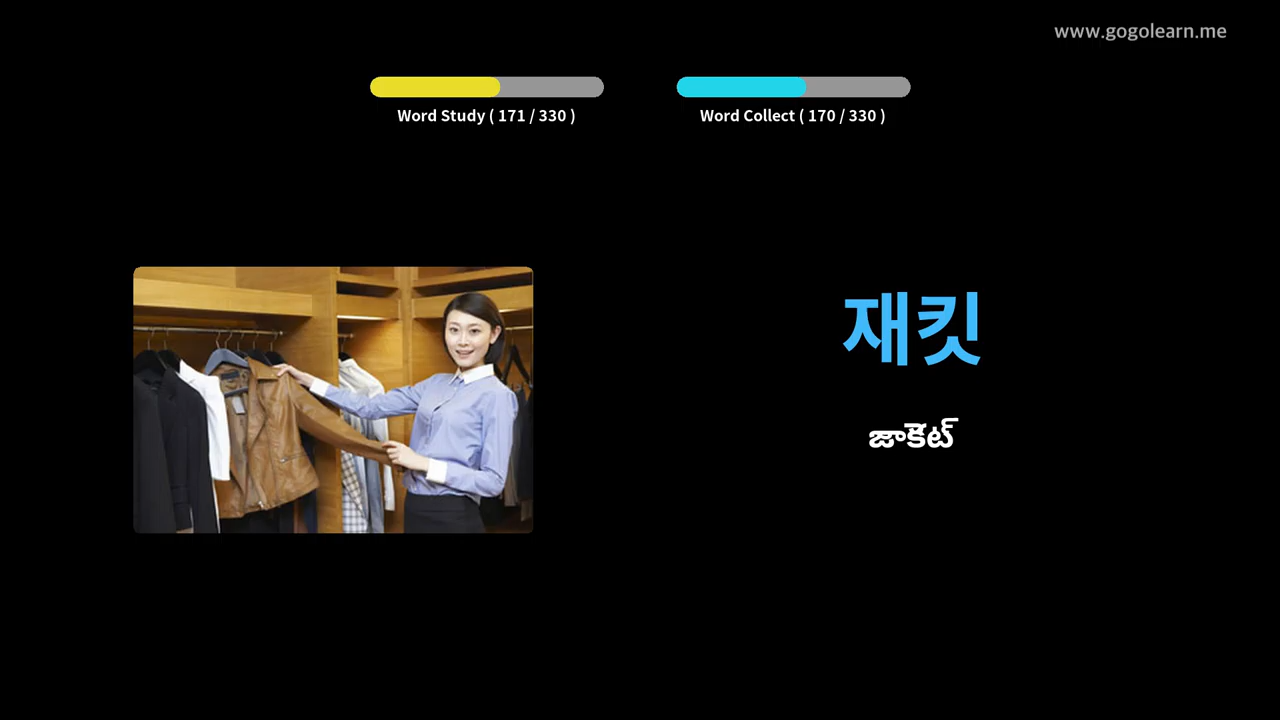 www.gogolearn.me
Word Study ( 171 / 330 )
Word Collect ( 170 / 330 )
재킷
జాకెట్